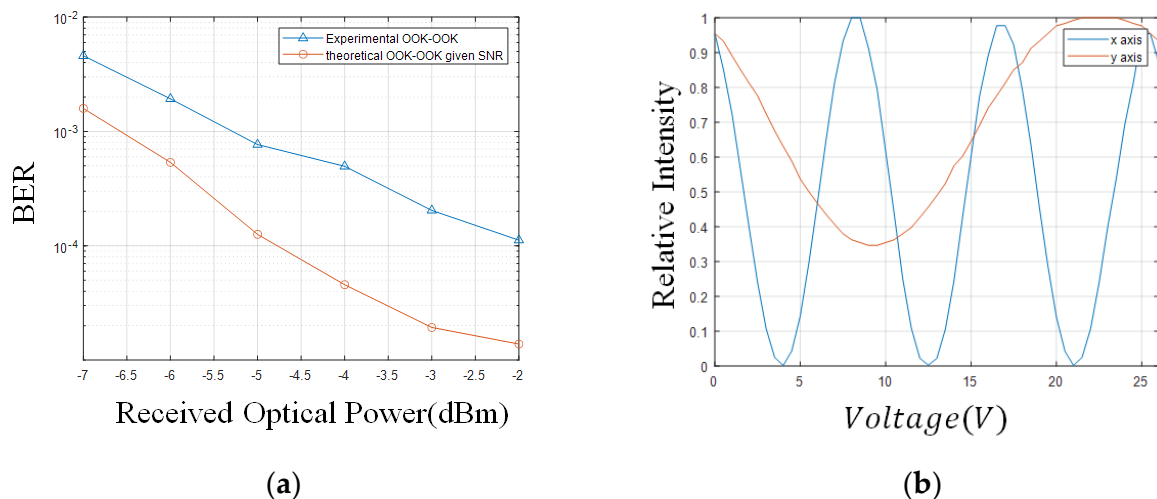 10^-2
10^-3
10^-4
BER
Experimental OOK-OOK
theoretical OOK-OOK given SNR
-7 -6.5 -6 -5.5 -5 -4.5 -4 -3.5 -3 -2.5 -2
Received Optical Power(dBm)
(a)
1
0.9
0.8
0.7
0.6
0.5
0.4
0.3
0.2
0.1
0
Relative Intensity
x axis
y axis
0 5 10 15 20 25
Voltage(V)
(b)